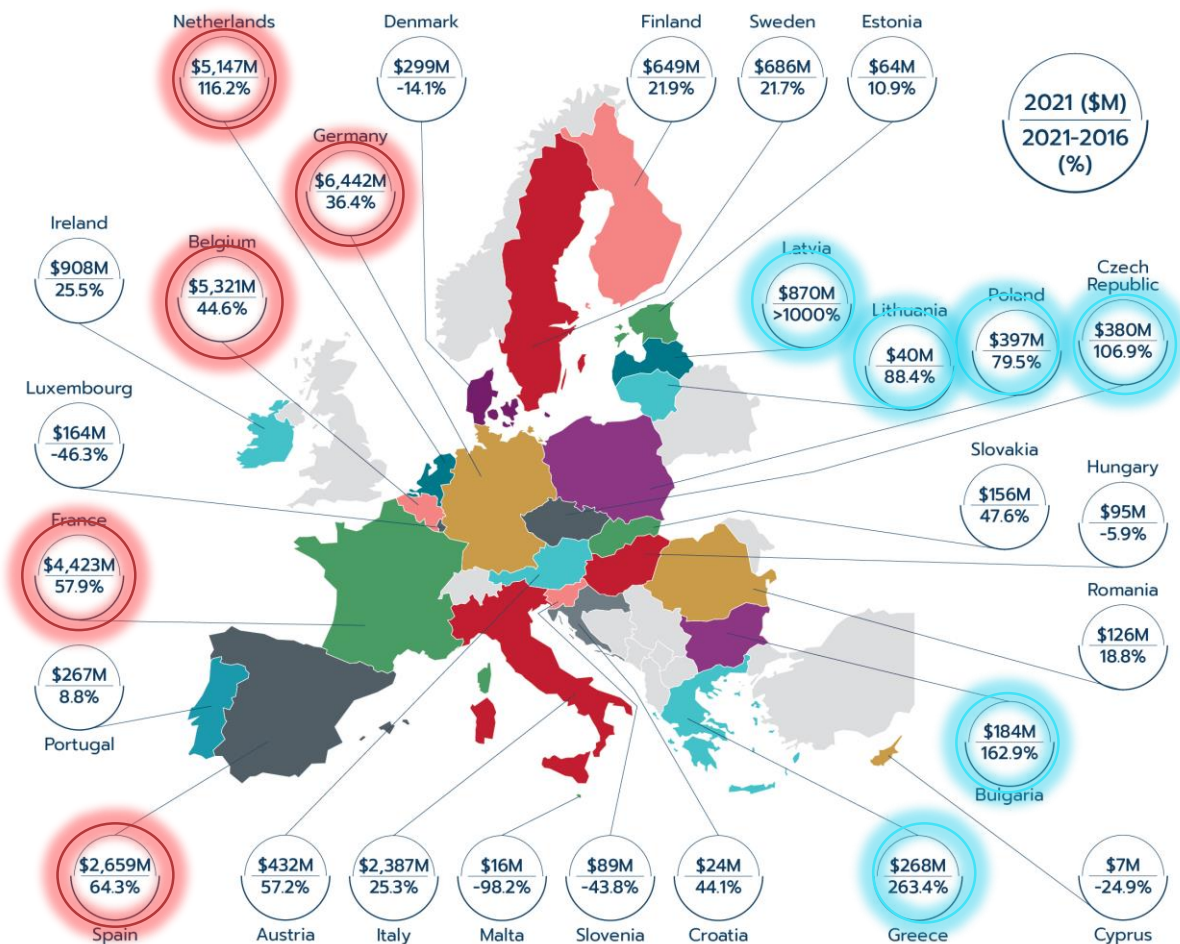 Netherlands
$5,147M
116.2%
Denmark
$299M
-14.1%
Finland
$649M
21.9%
Sweden
$686M
21.7%
Estonia
$64M
10.9%
2021 ($M)
2021-2016
(%)
Germany
$6,442M
36.4%
Ireland
$908M
25.5%
Belgium
$5,321M
44.6%
Latvia
$870M
>1000%
Lithuania
$40M
88.4%
Poland
$397M
79.5%
Czech
Republic
$380M
106.9%
Luxembourg
$164M
-46.3%
Slovakia
$156M
47.6%
Hungary
$95M
-5.9%
France
$4,423M
57.9%
Romania
$126M
18.8%
$267M
8.8%
Portugal
$184M
162.9%
Bulgaria
$2,659M
64.3%
Spain
$432M
57.2%
Austria
$2,387M
25.3%
Italy
$16M
-98.2%
Malta
$89M
-43.8%
Slovenia
$24M
44.1%
Croatia
$268M
263.4%
Greece
$7M
-24.9%
Cyprus